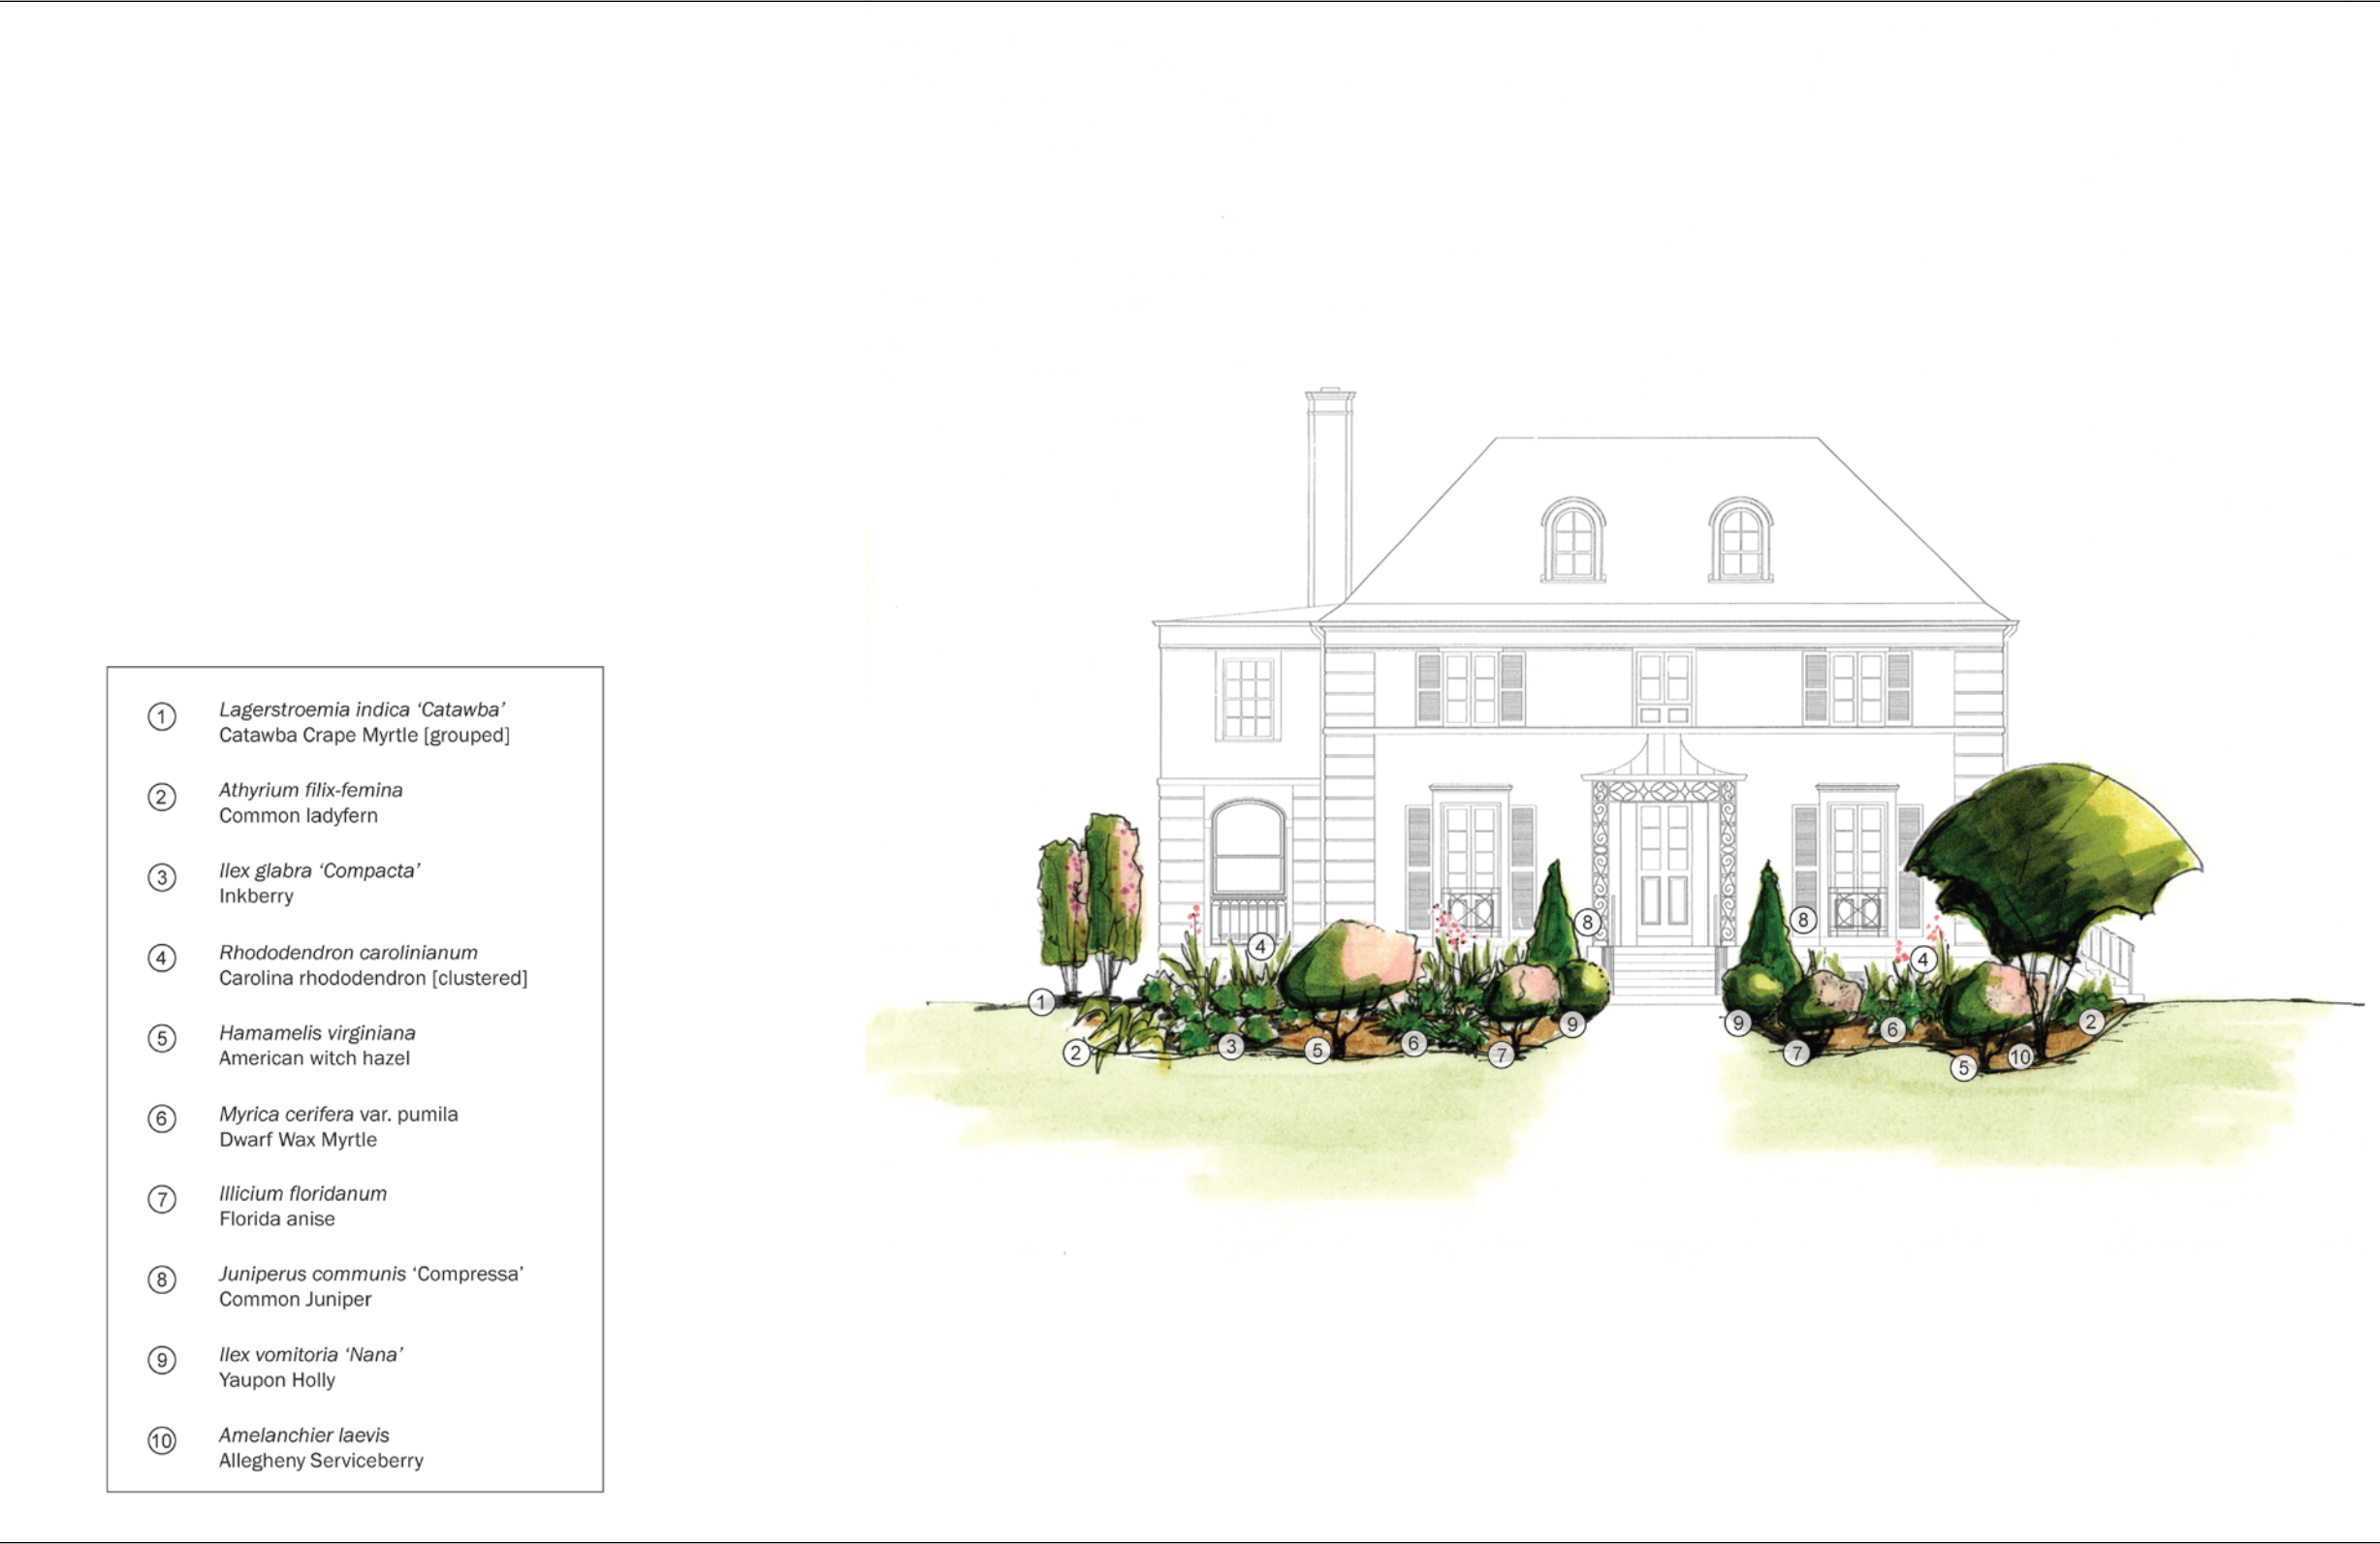 1
Lagerstroemia indica ‘Catawba’
Catawba Crape Myrtle [grouped]
2
Athyrium filix-femina
Common ladyfern
3
Ilex glabra ‘Compacta’
Inkberry
4
Rhododendron carolinianum
Carolina rhododendron [clustered]
5
Hamamelis virginiana
American witch hazel
6
Myrica cerifera var. pumila
Dwarf Wax Myrtle
7
Illicium floridanum
Florida anise
8
Juniperus communis ‘Compressa’
Common Juniper
9
Ilex vomitoria ‘Nana’
Yaupon Holly
10
Amelanchier laevis
Allegheny Serviceberry
8 8
4 4
1
9 9 6 2
2 3 5 6 7 7 5 10